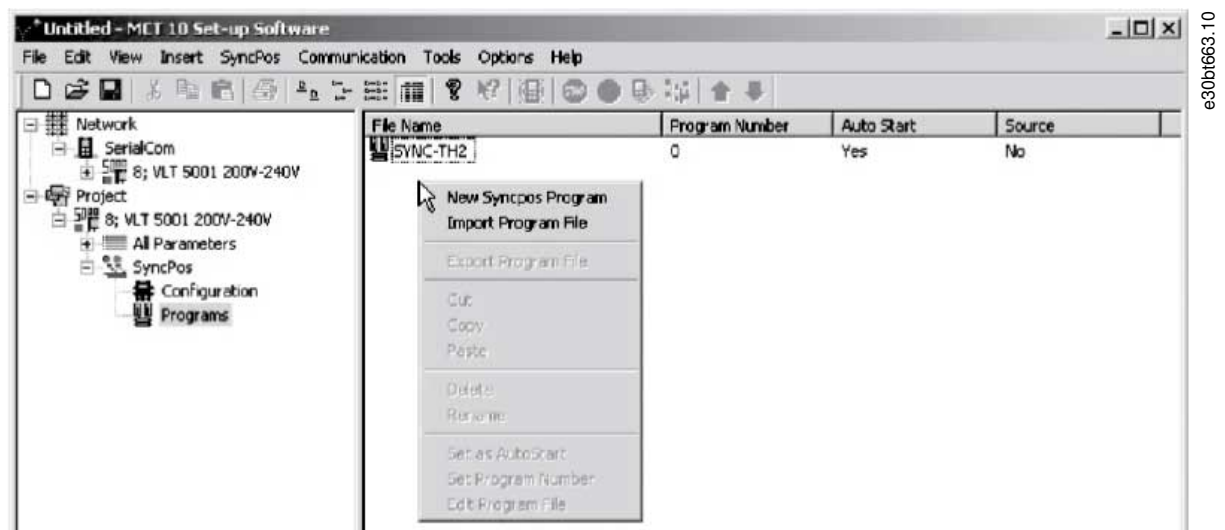 Untitled - MCT 10 Set-up Software
File Edit View Insert SyncPos Communication Tools Options Help
Network
SerialCom
8; VLT 5001 200V-240V
Project
8; VLT 5001 200V-240V
All Parameters
SyncPos
Configuration
Programs
File Name Program Number Auto Start Source
SYNC-TH2 0 Yes No
New Syncpos Program
Import Program File
Export Program File
Cut
Copy
Paste
Delete
Rename
Set as AutoStart
Set Program Number
Edit Program File
e30bt663.10